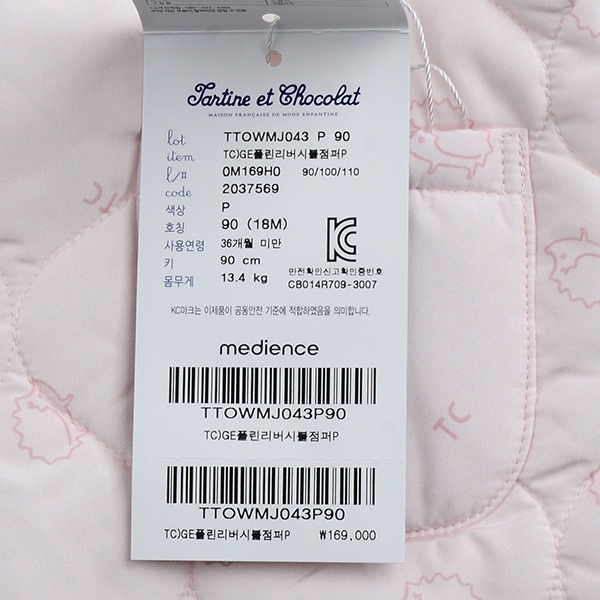 Tartine et Chocolat
MAISON FRANÇAISE DE MODE ENFANTINE
lot TTOWMJ043 P 90
item TC)GE플린리버시블점퍼P
l/# 0M169H0 90/100/110
code 2037569
색상 P
호칭 90 (18M)
사용연령 36개월 미만
키 90 cm
몸무게 13.4 kg
KC
안전확인신고확인증번호
CB014R709-3007
KC마크는 이제품이 공통안전 기준에 적합하였음을 의미합니다.
medience
TTOWMJ043P90
TC)GE플린리버시블점퍼P
TTOWMJ043P90
TC)GE플린리버시블점퍼P ₩169,000
TC
TC